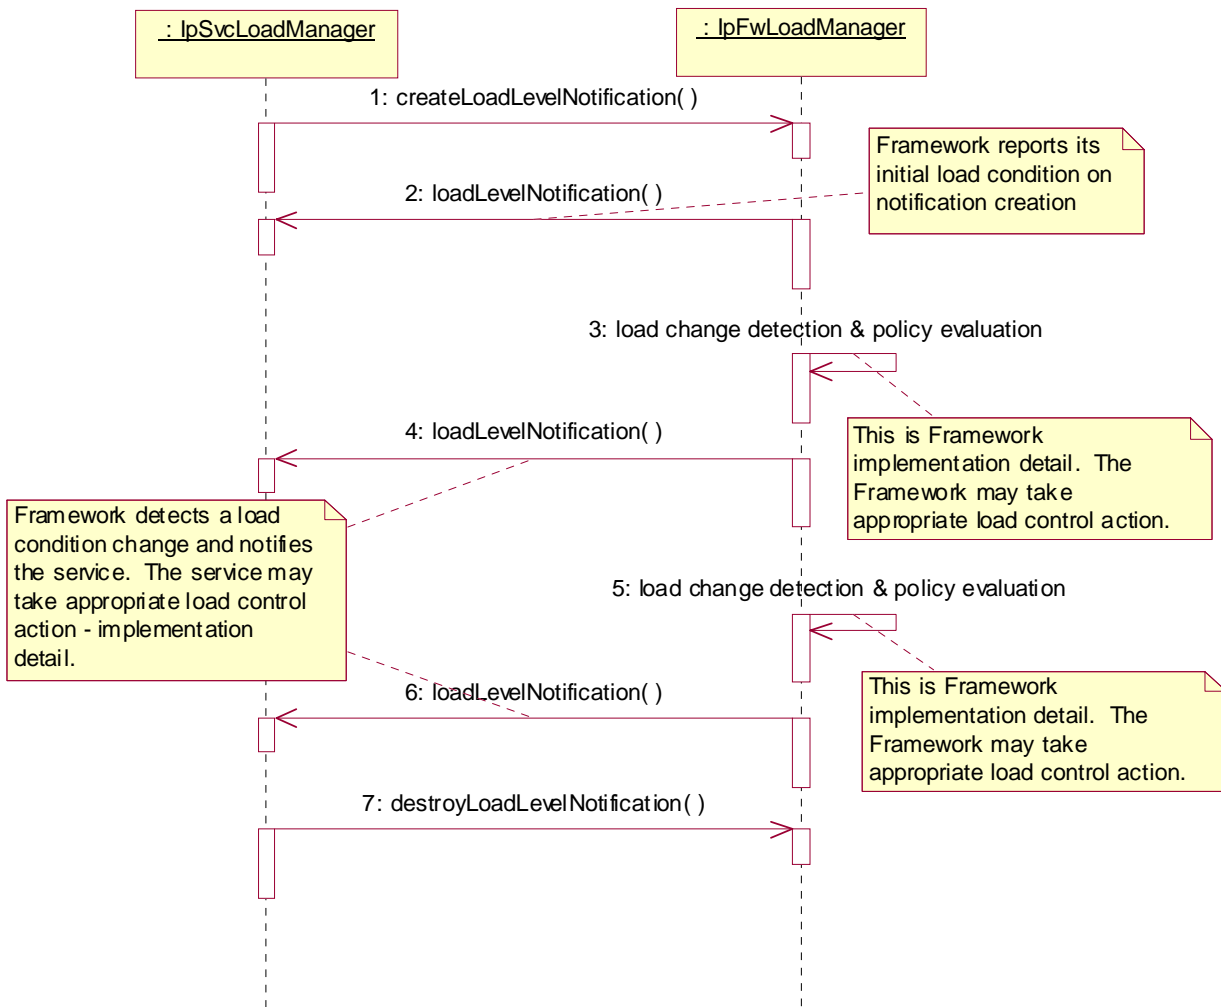 : IpSvcLoadManager
: IpFwLoadManager
1: createLoadLevelNotification( )
Framework reports its
initial load condition on
notification creation
2: loadLevelNotification( )
3: load change detection & policy evaluation
This is Framework
implementation detail.  The
Framework may take
appropriate load control action.
4: loadLevelNotification( )
Framework detects a load
condition change and notifies
the service.  The service may
take appropriate load control
action - implementation
detail.
5: load change detection & policy evaluation
This is Framework
implementation detail.  The
Framework may take
appropriate load control action.
6: loadLevelNotification( )
7: destroyLoadLevelNotification( )